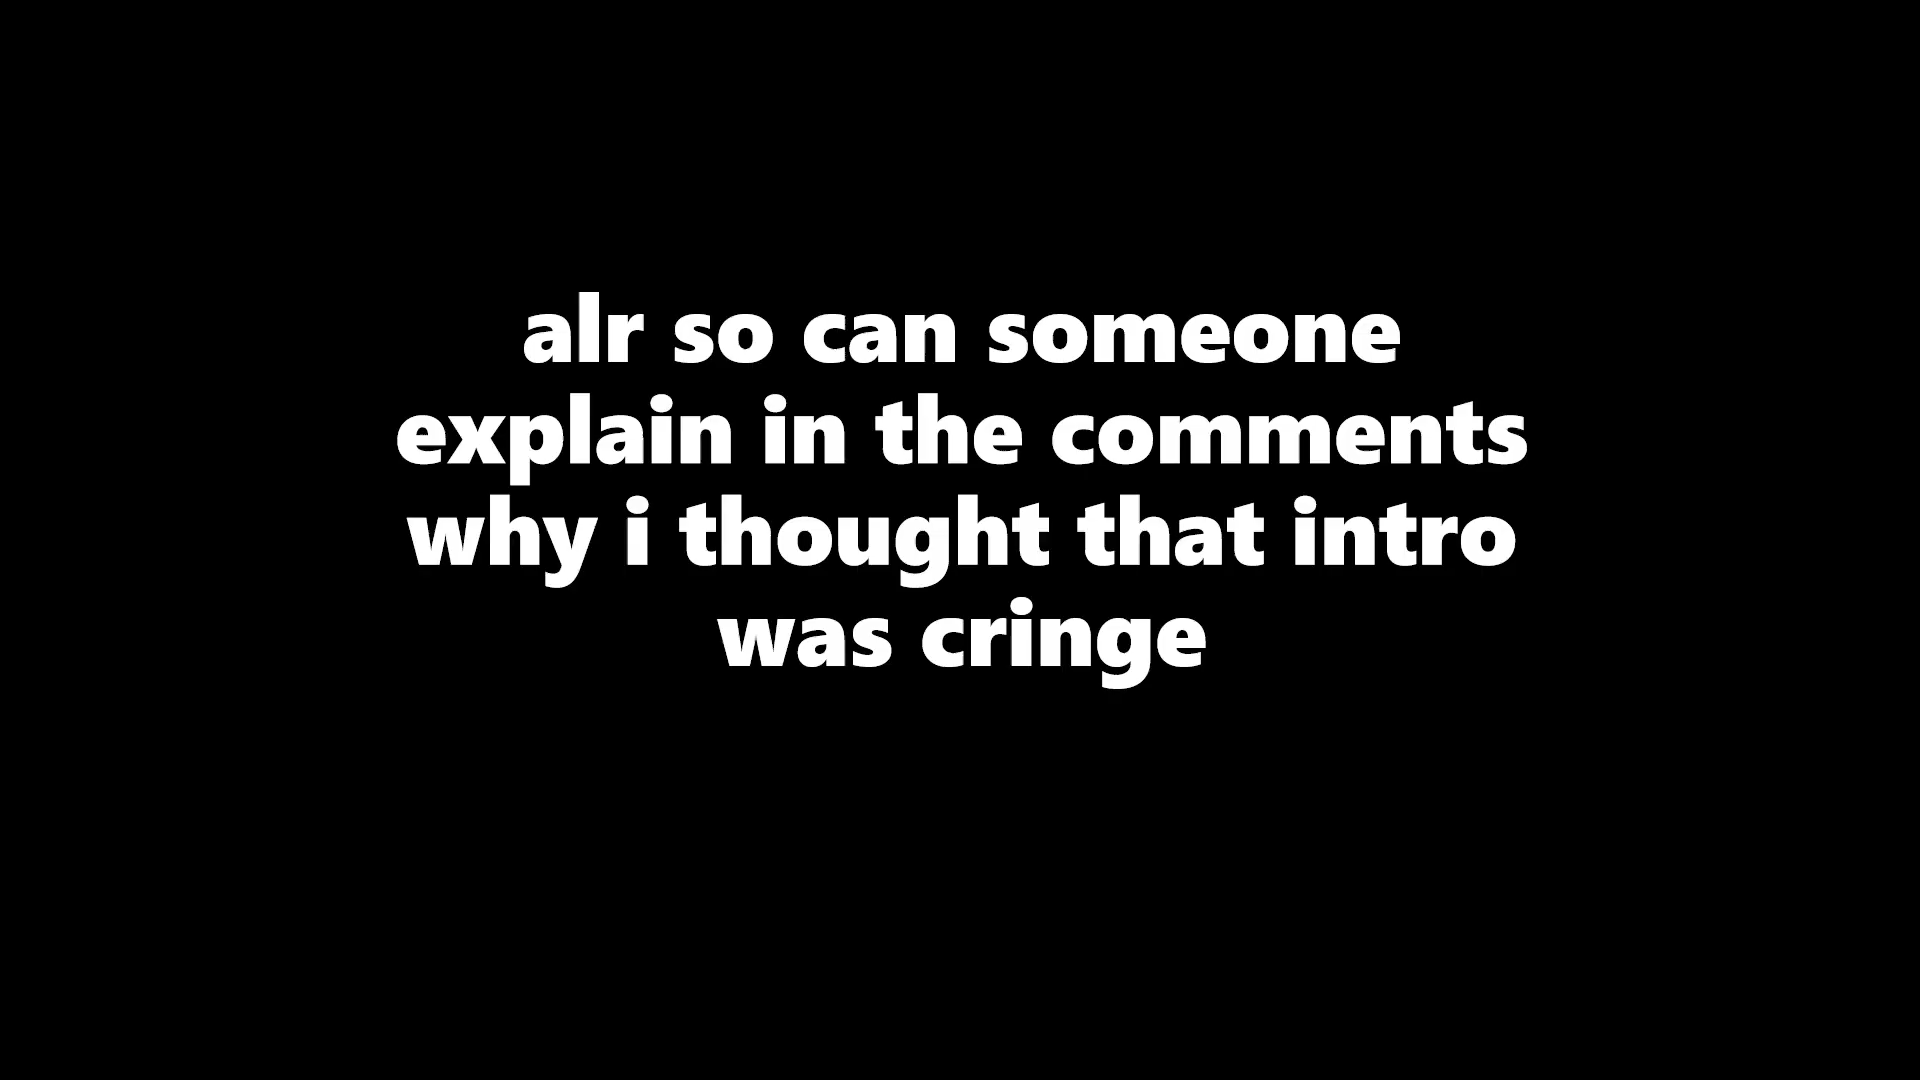 alr so can someone
explain in the comments
why i thought that intro
was cringe